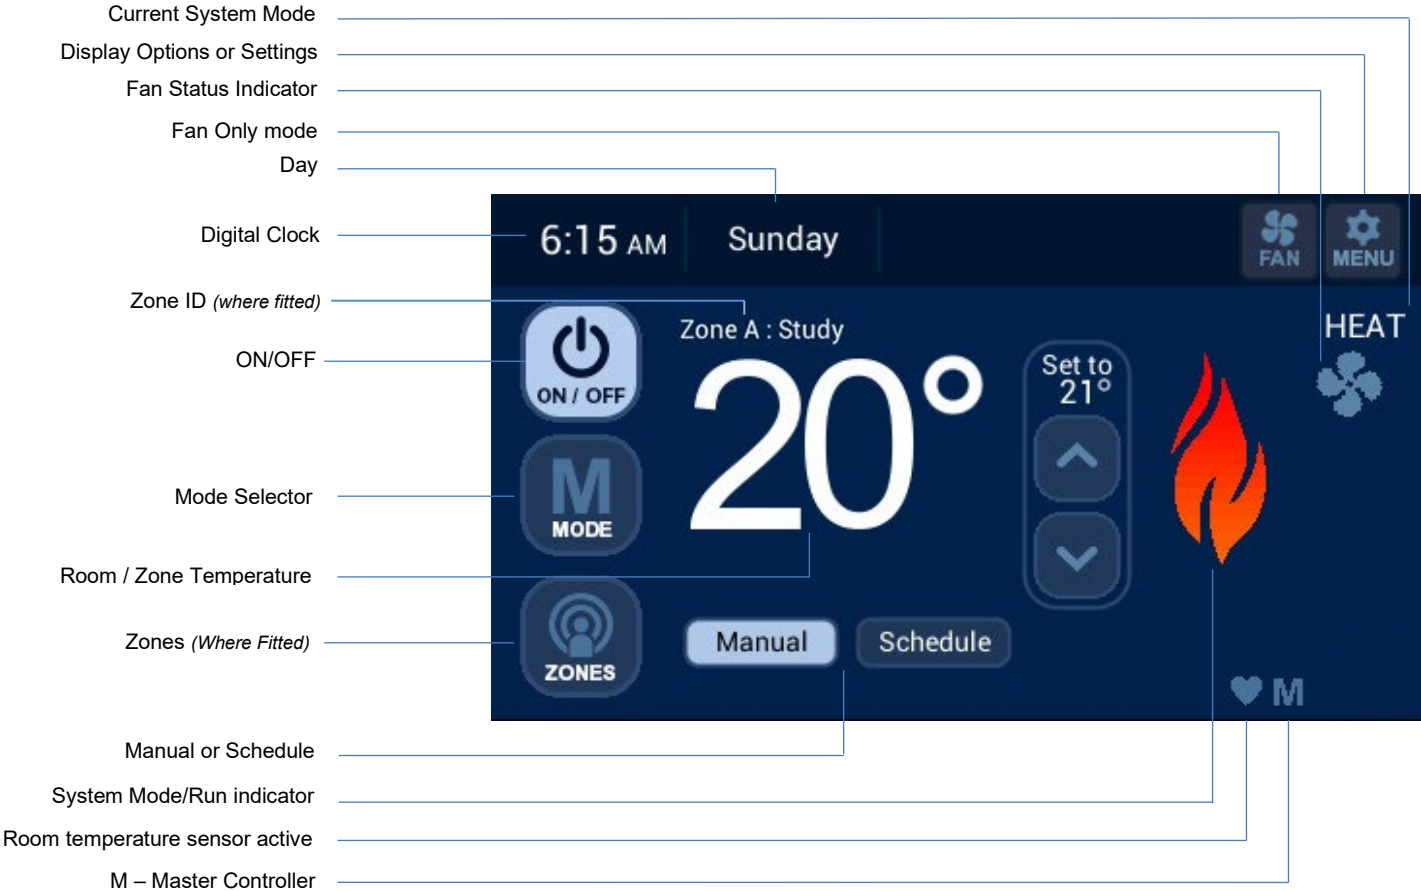 Current System Mode
Display Options or Settings
Fan Status Indicator
Fan Only mode
Day
Digital Clock
Zone ID (where fitted)
ON/OFF
Mode Selector
Room / Zone Temperature
Zones (Where Fitted)
Manual or Schedule
System Mode/Run indicator
Room temperature sensor active
M – Master Controller
6:15 AM
Sunday
FAN
MENU
Zone A : Study
HEAT
ON / OFF
20°
Set to
21°
M
MODE
ZONES
Manual
Schedule
M